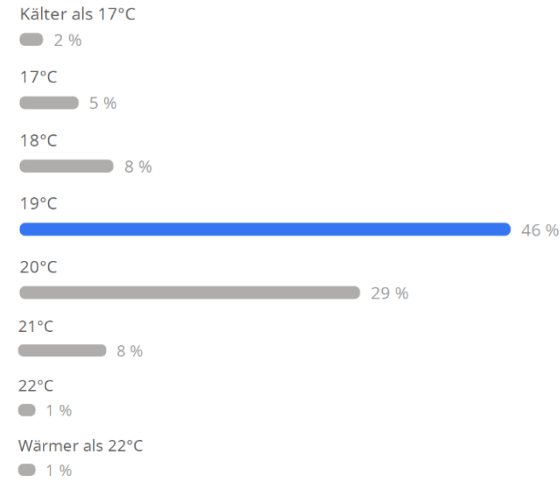 Kälter als 17°C
2 %
17°C
5 %
18°C
8 %
19°C
46 %
20°C
29 %
21°C
8 %
22°C
1 %
Wärmer als 22°C
1 %